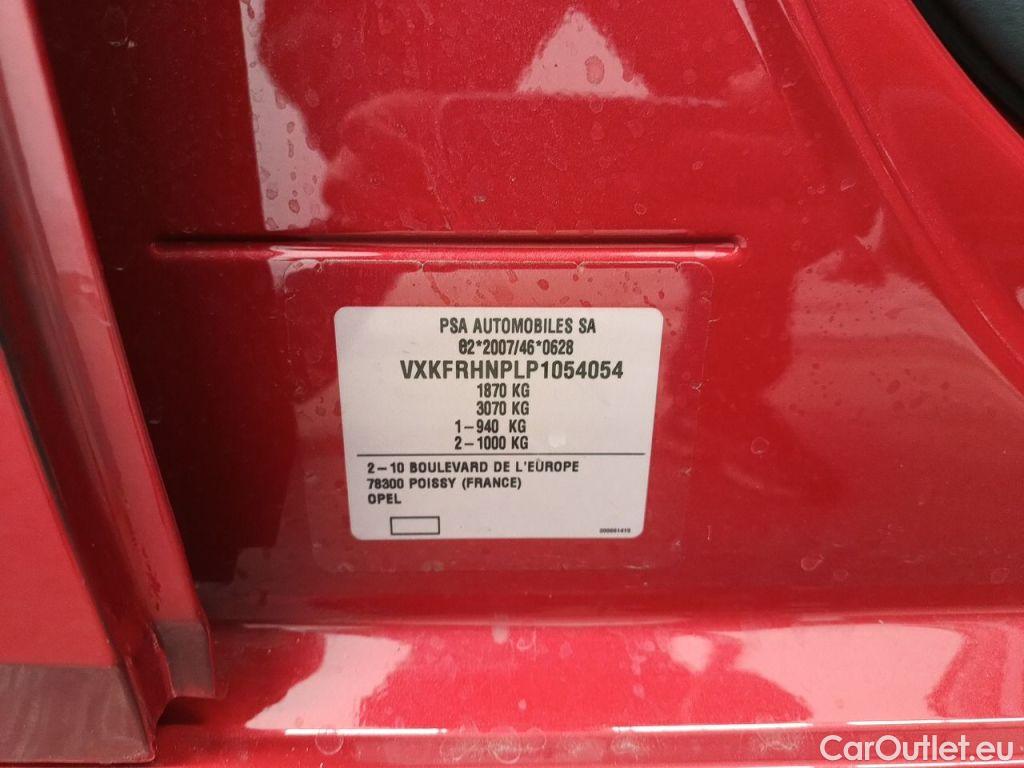 PSA AUTOMOBILES SA
02*2007/46*0628
VXKFRHNPLP1054054
1870 KG
3070 KG
1-940 KG
2-1000 KG
2-10 BOULEVARD DE L'EUROPE
78300 POISSY (FRANCE)
OPEL
CarOutlet.eu